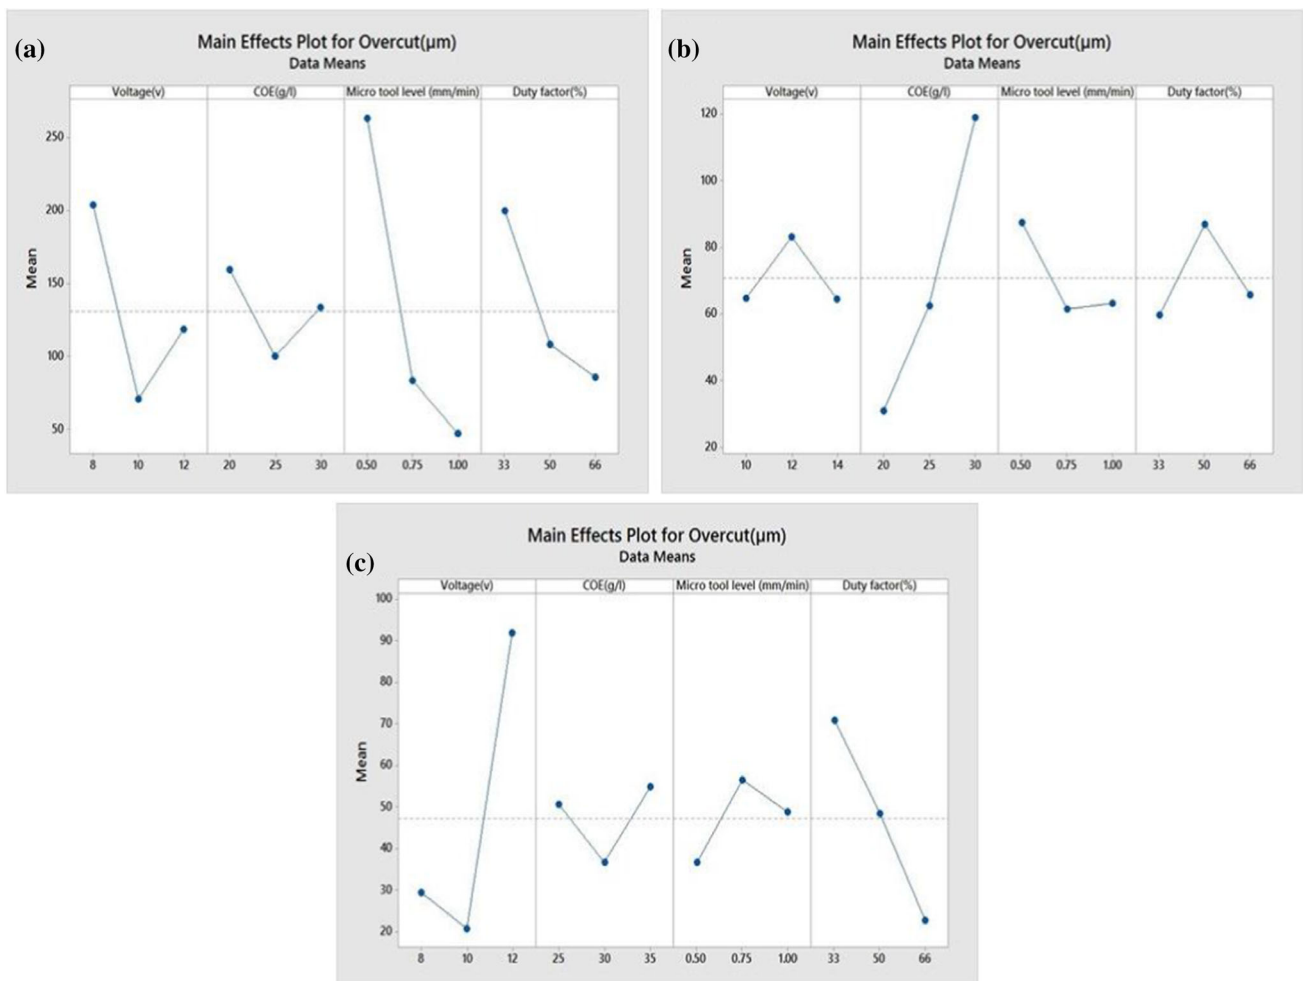 (a)
Main Effects Plot for Overcut(μm)
Data Means
Voltage(v) COE(g/l) Micro tool level (mm/min) Duty factor(%)
250
200
150
100
50
Mean
8 10 12 20 25 30 0.50 0.75 1.00 33 50 66
(b)
Main Effects Plot for Overcut(μm)
Data Means
Voltage(v) COE(g/l) Micro tool level (mm/min) Duty factor(%)
120
100
80
60
40
20
Mean
10 12 14 20 25 30 0.50 0.75 1.00 33 50 66
(c)
Main Effects Plot for Overcut(μm)
Data Means
Voltage(v) COE(g/l) Micro tool level (mm/min) Duty factor(%)
100
90
80
70
60
50
40
30
20
Mean
8 10 12 25 30 35 0.50 0.75 1.00 33 50 66